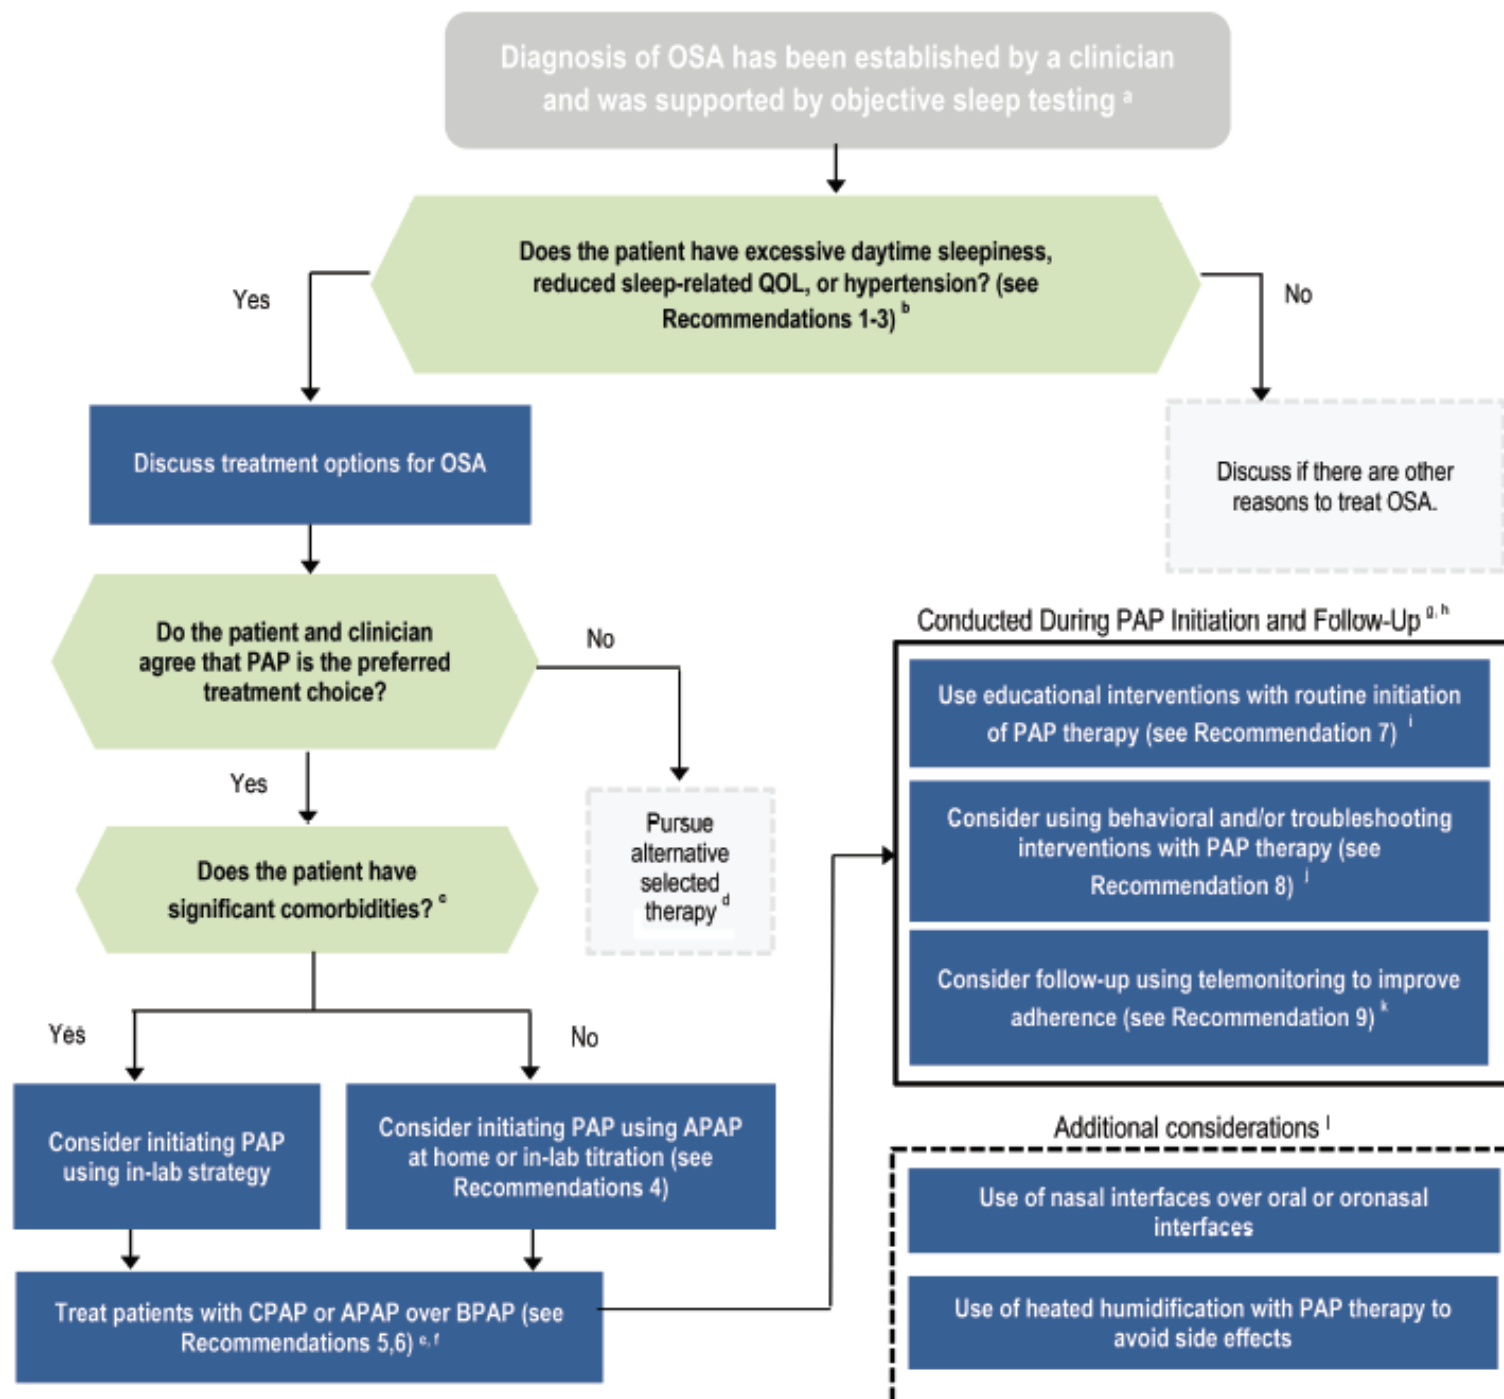 Diagnosis of OSA has been established by a clinician
and was supported by objective sleep testing a
Does the patient have excessive daytime sleepiness,
reduced sleep-related QOL, or hypertension? (see
Recommendations 1-3) b
Yes
No
Discuss treatment options for OSA
Discuss if there are other
reasons to treat OSA.
Do the patient and clinician
agree that PAP is the preferred
treatment choice?
No
Yes
Pursue
alternative
selected
therapy d
Does the patient have
significant comorbidities? c
Yes
No
Consider initiating PAP
using in-lab strategy
Consider initiating PAP using APAP
at home or in-lab titration (see
Recommendations 4)
Treat patients with CPAP or APAP over BPAP (see
Recommendations 5,6) e, f
Conducted During PAP Initiation and Follow-Up g, h
Use educational interventions with routine initiation
of PAP therapy (see Recommendation 7) i
Consider using behavioral and/or troubleshooting
interventions with PAP therapy (see
Recommendation 8) j
Consider follow-up using telemonitoring to improve
adherence (see Recommendation 9) k
Additional considerations l
Use of nasal interfaces over oral or oronasal
interfaces
Use of heated humidification with PAP therapy to
avoid side effects